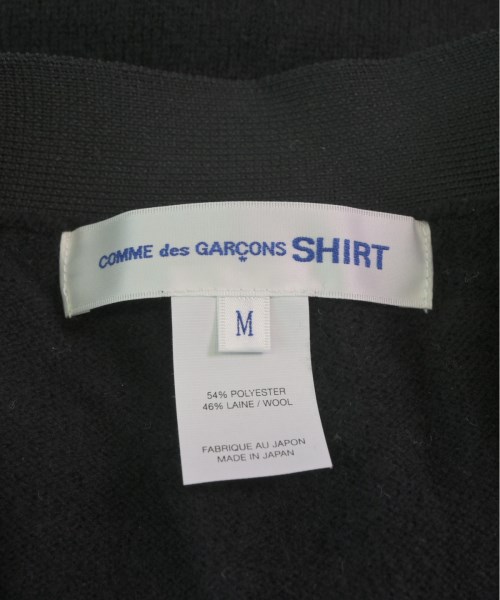 COMME des GARÇONS SHIRT
*
M
54% POLYESTER
46% LAINE / WOOL
FABRIQUE AU JAPON
MADE IN JAPAN